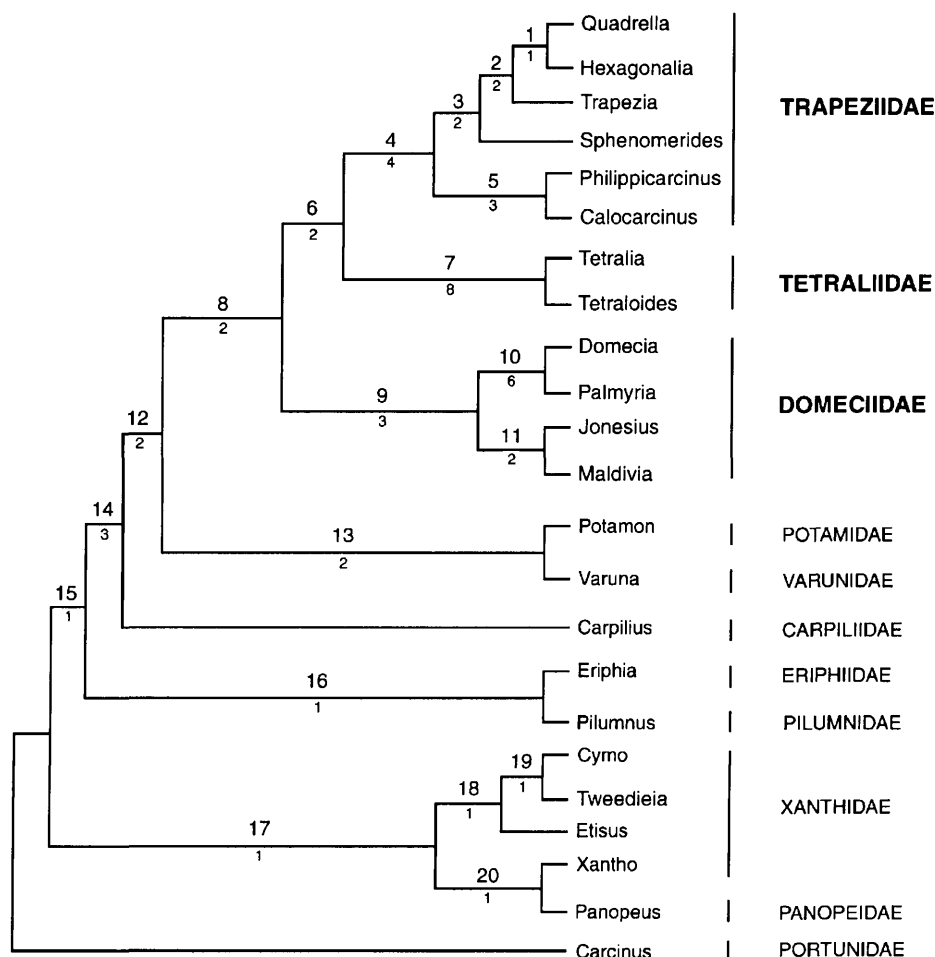 1
Quadrella
1
Hexagonalia
2
2
Trapezia
3
2
Sphenomerides
TRAPEZIIDAE
4
4
Philippicarcinus
5
3
Calocarcinus
6
2
Tetralia
7
8
Tetraloides
TETRALIIDAE
8
2
Domecia
10
6
Palmyria
9
3
Jonesius
11
2
Maldivia
DOMECIIDAE
12
2
Potamon POTAMIDAE
13
2
Varuna VARUNIDAE
14
3
Carpilius CARPILIIDAE
15
1
Eriphia ERIPHIIDAE
16
1
Pilumnus PILUMNIDAE
Cymo
19
1
Tweedieia
18
1
Etisus
XANTHIDAE
17
1
Xantho
20
1
Panopeus PANOPEIDAE
Carcinus PORTUNIDAE